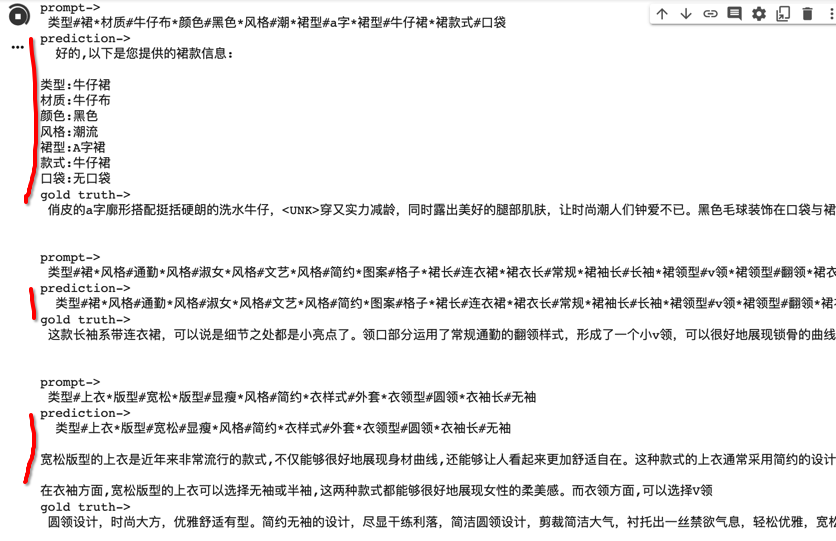 prompt->
类型#裙*材质#牛仔布*颜色#黑色*风格#潮*裙型#a字*裙型#牛仔裙*裙款式#口袋
prediction->
好的,以下是您提供的裙款信息:
类型:牛仔裙
材质:牛仔布
颜色:黑色
风格:潮流
裙型:A字裙
款式:牛仔裙
口袋:无口袋
gold truth->
俏皮的a字廓形搭配挺括硬朗的洗水牛仔，<UNK>穿又实力减龄，同时露出美好的腿部肌肤，让时尚潮人们钟爱不已。黑色毛球装饰在口袋与裙
prompt->
类型#裙*风格#通勤*风格#淑女*风格#文艺*风格#简约*图案#格子*裙长#连衣裙*裙衣长#常规*裙袖长#长袖*裙领型#v领*裙领型#翻领*裙衣
prediction->
类型#裙*风格#通勤*风格#淑女*风格#文艺*风格#简约*图案#格子*裙长#连衣裙*裙衣长#常规*裙袖长#长袖*裙领型#v领*裙领型#翻领*裙
gold truth->
这款长袖系带连衣裙，可以说是细节之处都是小亮点了。领口部分运用了常规通勤的翻领样式，形成了一个小v领，可以很好地展现锁骨的曲线
prompt->
类型#上衣*版型#宽松*版型#显瘦*风格#简约*衣样式#外套*衣领型#圆领*衣袖长#无袖
prediction->
类型#上衣*版型#宽松#显瘦*风格#简约*衣样式#外套*衣领型#圆领*衣袖长#无袖
宽松版型的上衣是近年来非常流行的款式,不仅能够很好地展现身材曲线,还能够让人看起来更加舒适自在。这种款式的上衣通常采用简约的设计
在衣袖方面,宽松版型的上衣可以选择无袖或半袖,这两种款式都能够很好地展现女性的柔美感。而衣领方面,可以选择V领
gold truth->
圆领设计，时尚大方，优雅舒适有型。简约无袖的设计，尽显干练利落，简洁圆领设计，剪裁简洁大气，衬托出一丝禁欲气息，轻松优雅，宽松